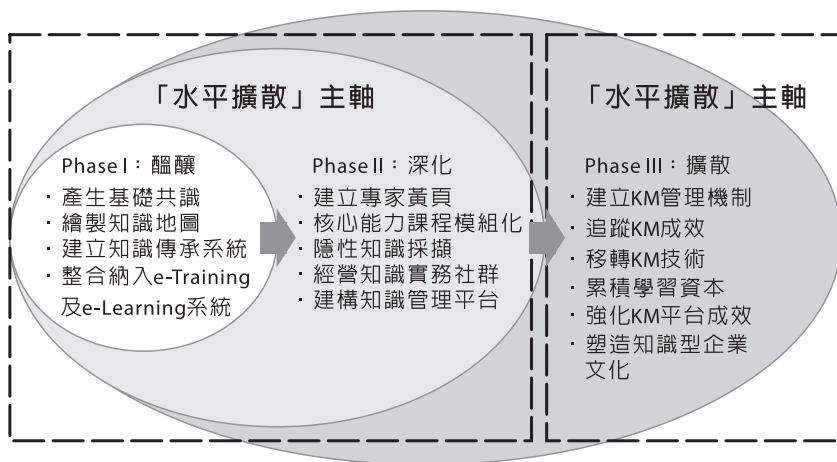 「水平擴散」主軸
Phase I：醞釀
· 產生基礎共識
· 繪製知識地圖
· 建立知識傳承系統
· 整合納入e-Training
及e-Learning系統
Phase II：深化
· 建立專家黃頁
· 核心能力課程模組化
· 隱性知識採擷
· 經營知識實務社群
· 建構知識管理平台
「水平擴散」主軸
Phase III：擴散
· 建立KM管理機制
· 追蹤KM成效
· 移轉KM技術
· 累積學習資本
· 強化KM平台成效
· 塑造知識型企業
文化